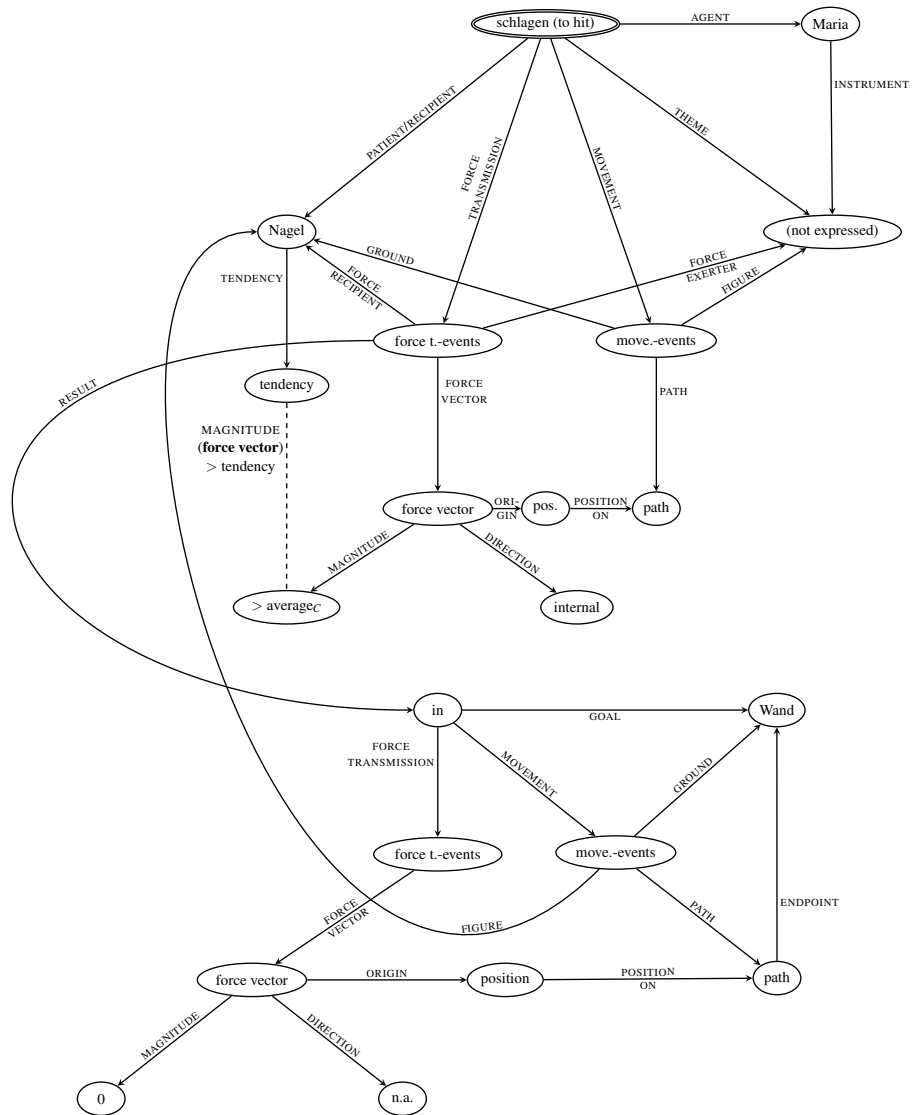 schlagen (to hit)
AGENT
Maria
INSTRUMENT
PATIENT/RECIPIENT
FORCE
TRANSMISSION
MOVEMENT
THEME
Nagel
(not expressed)
GROUND
FORCE
EXERTER
TENDENCY
FORCE
RECIPIENT
FIGURE
force t.-events
move.-events
RESULT
tendency
FORCE
VECTOR
PATH
MAGNITUDE
(force vector)
> tendency
force vector
ORI-
GIN
pos.
POSITION
ON
path
MAGNITUDE
DIRECTION
> averageC
internal
in
GOAL
Wand
FORCE
TRANSMISSION
MOVEMENT
GROUND
force t.-events
move.-events
FORCE
VECTOR
FIGURE
PATH
ENDPOINT
force vector
ORIGIN
position
POSITION
ON
path
MAGNITUDE
DIRECTION
0
n.a.